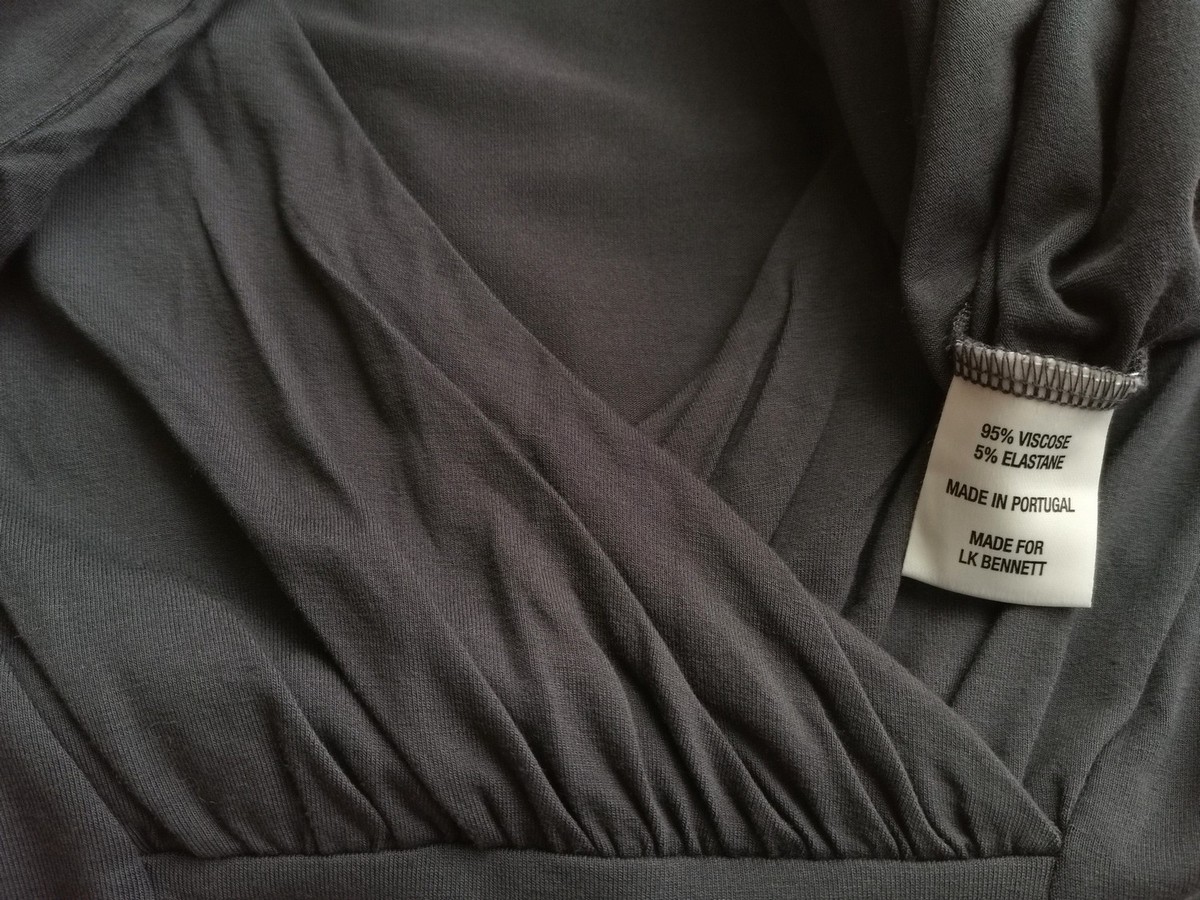 95% VISCOSE
5% ELASTANE
MADE IN PORTUGAL
MADE FOR
LK BENNETT